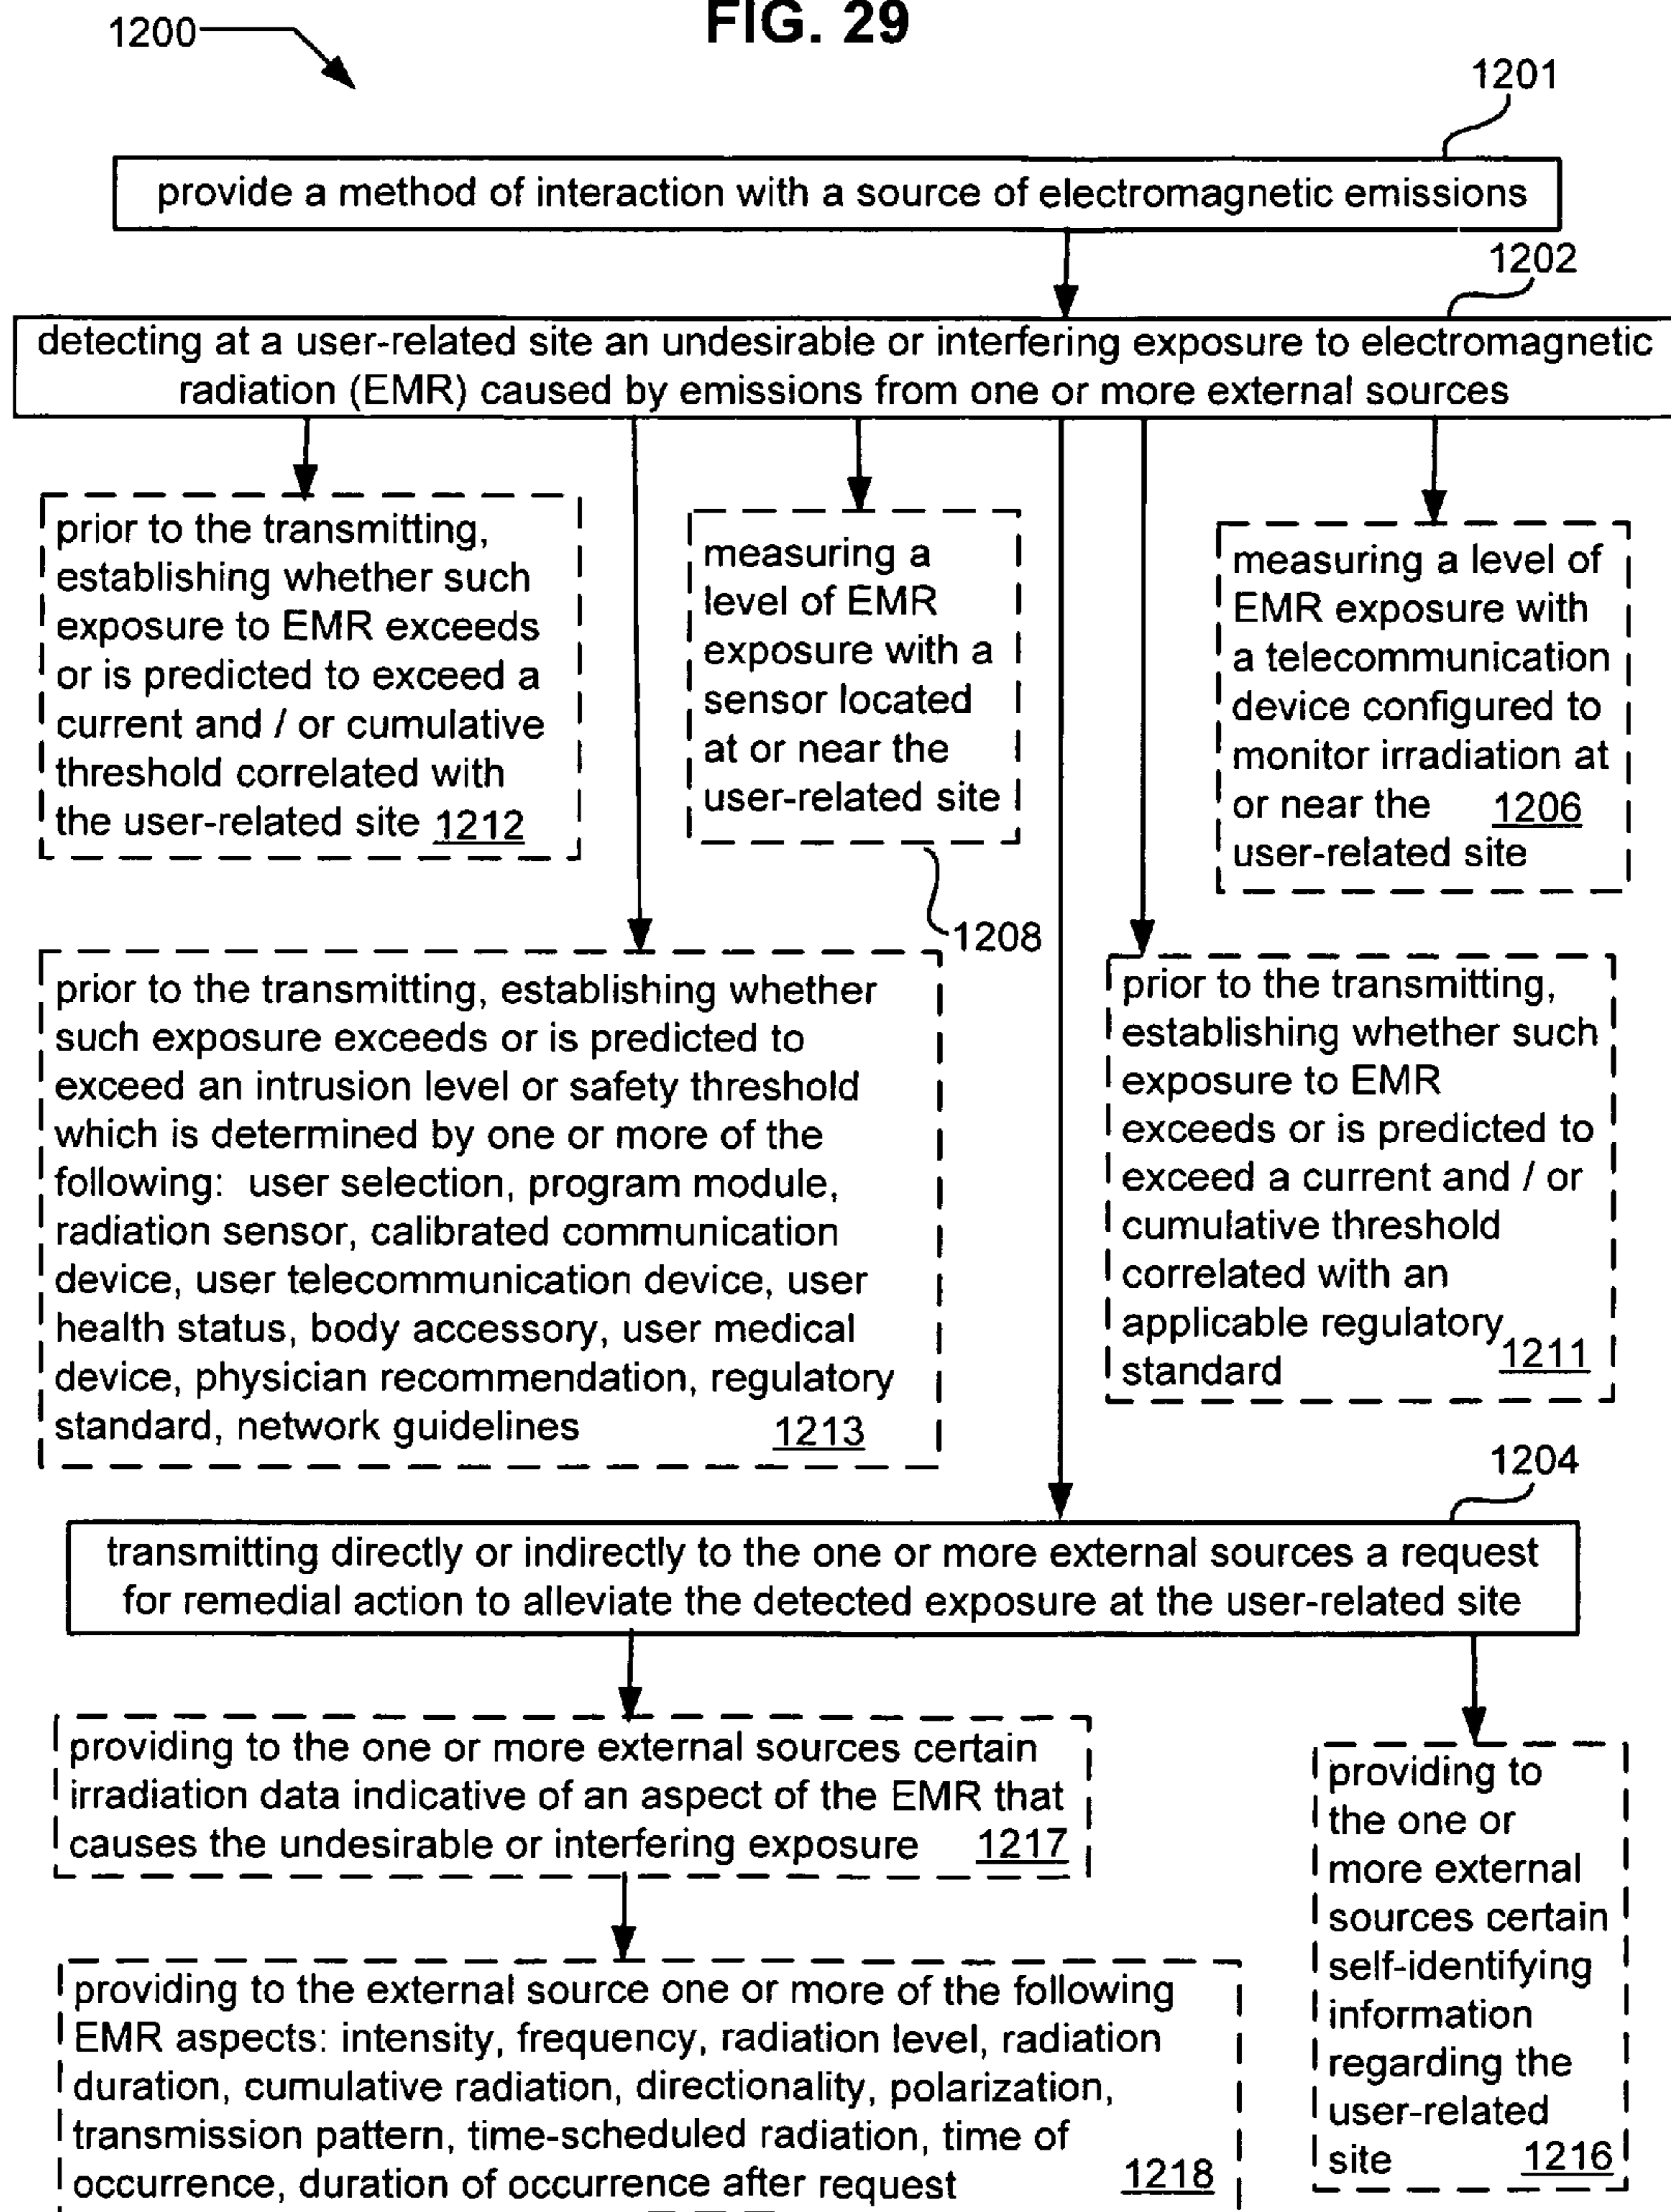 FIG. 29
1200
1201
provide a method of interaction with a source of electromagnetic emissions
1202
detecting at a user-related site an undesirable or interfering exposure to electromagnetic
radiation (EMR) caused by emissions from one or more external sources
prior to the transmitting,
establishing whether such
exposure to EMR exceeds
or is predicted to exceed a
current and / or cumulative
threshold correlated with
the user-related site 1212
measuring a
level of EMR
exposure with a
sensor located
at or near the
user-related site
1208
measuring a level of
EMR exposure with
a telecommunication
device configured to
monitor irradiation at
or near the 1206
user-related site
prior to the transmitting, establishing whether
such exposure exceeds or is predicted to
exceed an intrusion level or safety threshold
which is determined by one or more of the
following: user selection, program module,
radiation sensor, calibrated communication
device, user telecommunication device, user
health status, body accessory, user medical
device, physician recommendation, regulatory
standard, network guidelines 1213
prior to the transmitting,
establishing whether such
exposure to EMR
exceeds or is predicted to
exceed a current and / or
cumulative threshold
correlated with an
applicable regulatory
standard 1211
1204
transmitting directly or indirectly to the one or more external sources a request
for remedial action to alleviate the detected exposure at the user-related site
providing to the one or more external sources certain
irradiation data indicative of an aspect of the EMR that
causes the undesirable or interfering exposure 1217
providing to the external source one or more of the following
EMR aspects: intensity, frequency, radiation level, radiation
duration, cumulative radiation, directionality, polarization,
transmission pattern, time-scheduled radiation, time of
occurrence, duration of occurrence after request 1218
providing to
the one or
more external
sources certain
self-identifying
information
regarding the
user-related
site 1216